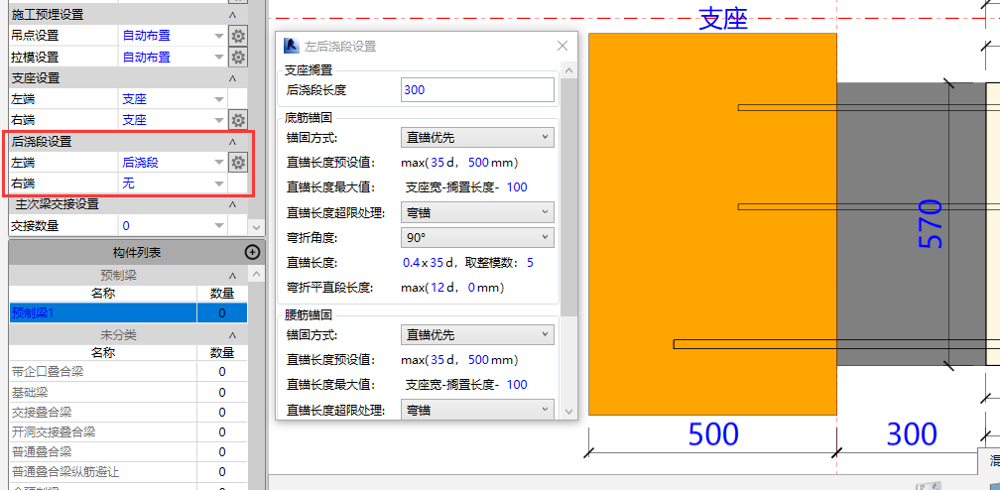 施工预埋设置
吊点设置 自动布置
拉模设置 自动布置
支座设置
左端 支座
右端 支座
后浇段设置
左端 后浇段
右端 无
主次梁交接设置
交接数量 0
构件列表
预制梁
名称 数量
预制梁1 0
未分类
名称 数量
带企口叠合梁 0
基础梁 0
交接叠合梁 0
开洞交接叠合梁 0
普通叠合梁 0
普通叠合梁纵筋避让 0
左后浇段设置
支座搁置
后浇段长度 300
底筋锚固
锚固方式: 直锚优先
直锚长度预设值: max(35d, 500mm)
直锚长度最大值: 支座宽-搁置长度- 100
直锚长度超限处理: 弯锚
弯折角度: 90°
直锚长度: 0.4x35d, 取整模数: 5
弯折平直段长度: max(12d, 0mm)
腰筋锚固
锚固方式: 直锚优先
直锚长度预设值: max(35d, 500mm)
直锚长度最大值: 支座宽-搁置长度- 100
直锚长度超限处理: 弯锚
支座
570
500 300